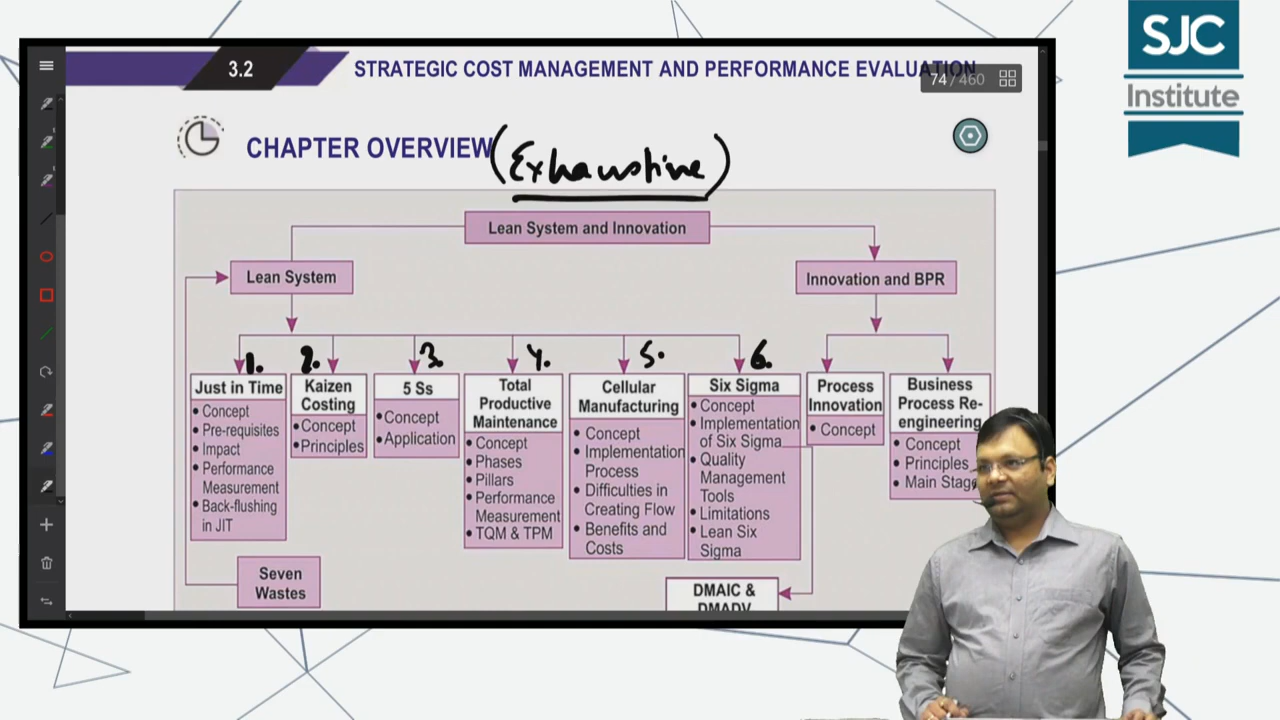 SJC
Institute
3.2
STRATEGIC COST MANAGEMENT AND PERFORMANCE EVALUATION
74 / 460
CHAPTER OVERVIEW (Exhaustive)
Lean System and Innovation
Lean System
Innovation and BPR
1.
2.
3.
4.
5.
6.
Just in Time
• Concept
• Pre-requisites
• Impact
• Performance
Measurement
• Back-flushing
in JIT
Kaizen
Costing
• Concept
• Principles
5 Ss
• Concept
• Application
Total
Productive
Maintenance
• Concept
• Phases
• Pillars
• Performance
Measurement
• TQM & TPM
Cellular
Manufacturing
• Concept
• Implementation
Process
• Difficulties in
Creating Flow
• Benefits and
Costs
Six Sigma
• Concept
• Implementation
of Six Sigma
• Quality
Management
Tools
• Limitations
• Lean Six
Sigma
Process
Innovation
• Concept
Business
Process Re-
engineering
• Concept
• Principles
• Main Stag
Seven
Wastes
DMAIC &
DMADV